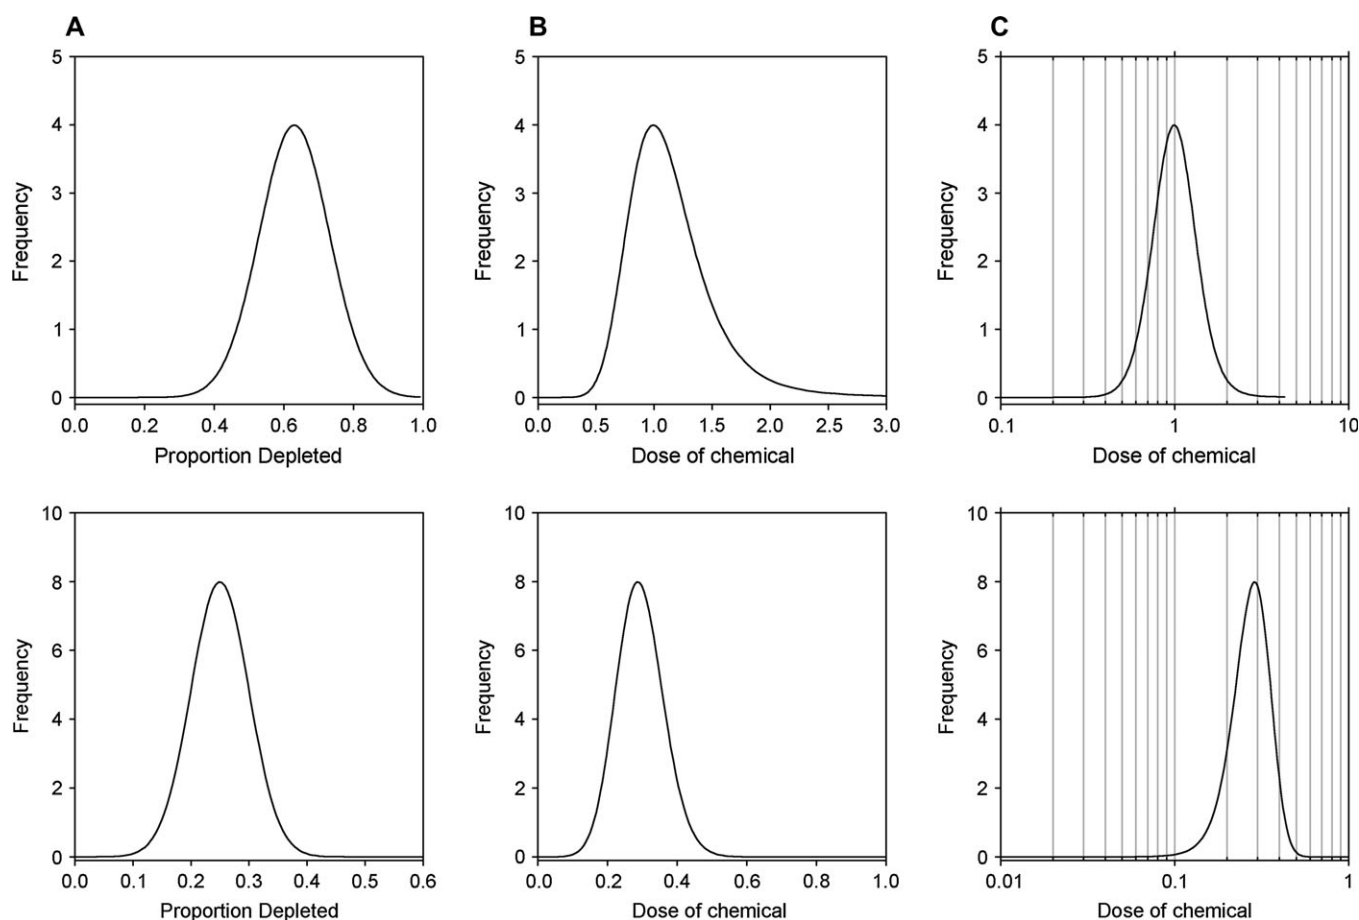 A
B
C
5
4
3
2
1
0
Frequency
0.0 0.2 0.4 0.6 0.8 1.0
Proportion Depleted
5
4
3
2
1
0
Frequency
0.0 0.5 1.0 1.5 2.0 2.5 3.0
Dose of chemical
5
4
3
2
1
0
Frequency
0.1 1 10
Dose of chemical
10
8
6
4
2
0
Frequency
0.0 0.1 0.2 0.3 0.4 0.5 0.6
Proportion Depleted
10
8
6
4
2
0
Frequency
0.0 0.2 0.4 0.6 0.8 1.0
Dose of chemical
10
8
6
4
2
0
Frequency
0.01 0.1 1
Dose of chemical